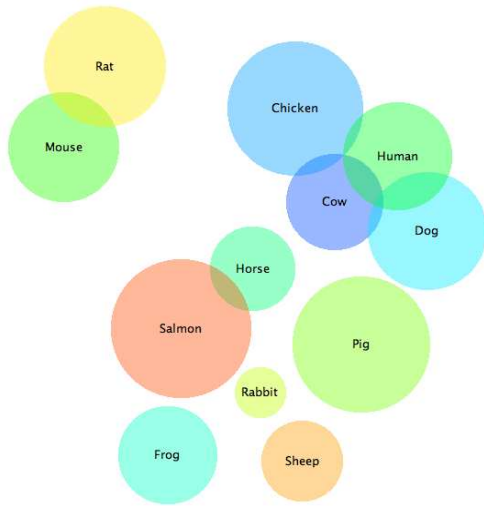 Rat
Chicken
Mouse
Human
Cow
Dog
Horse
Salmon
Pig
Rabbit
Frog
Sheep